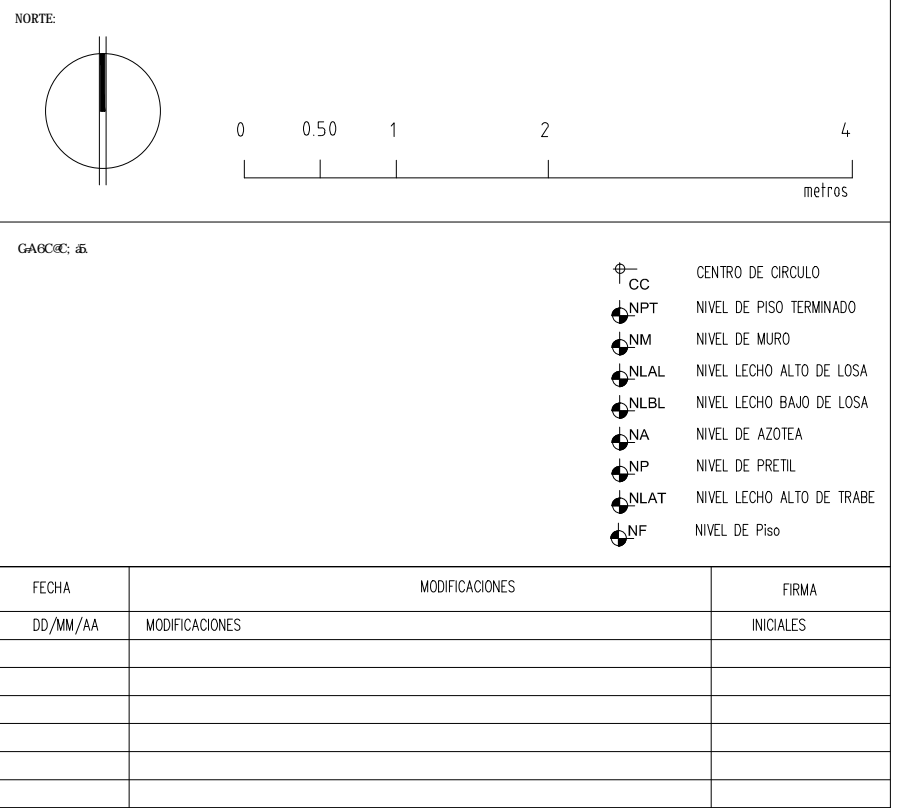 NORTE:
0 0.50 1 2 4
metros
CC CENTRO DE CIRCULO
NPT NIVEL DE PISO TERMINADO
NM NIVEL DE MURO
NLAL NIVEL LECHO ALTO DE LOSA
NLBL NIVEL LECHO BAJO DE LOSA
NA NIVEL DE AZOTEA
NP NIVEL DE PRETIL
NLAT NIVEL LECHO ALTO DE TRABE
NF NIVEL DE Piso
FECHA MODIFICACIONES FIRMA
DD/MM/AA MODIFICACIONES INICIALES